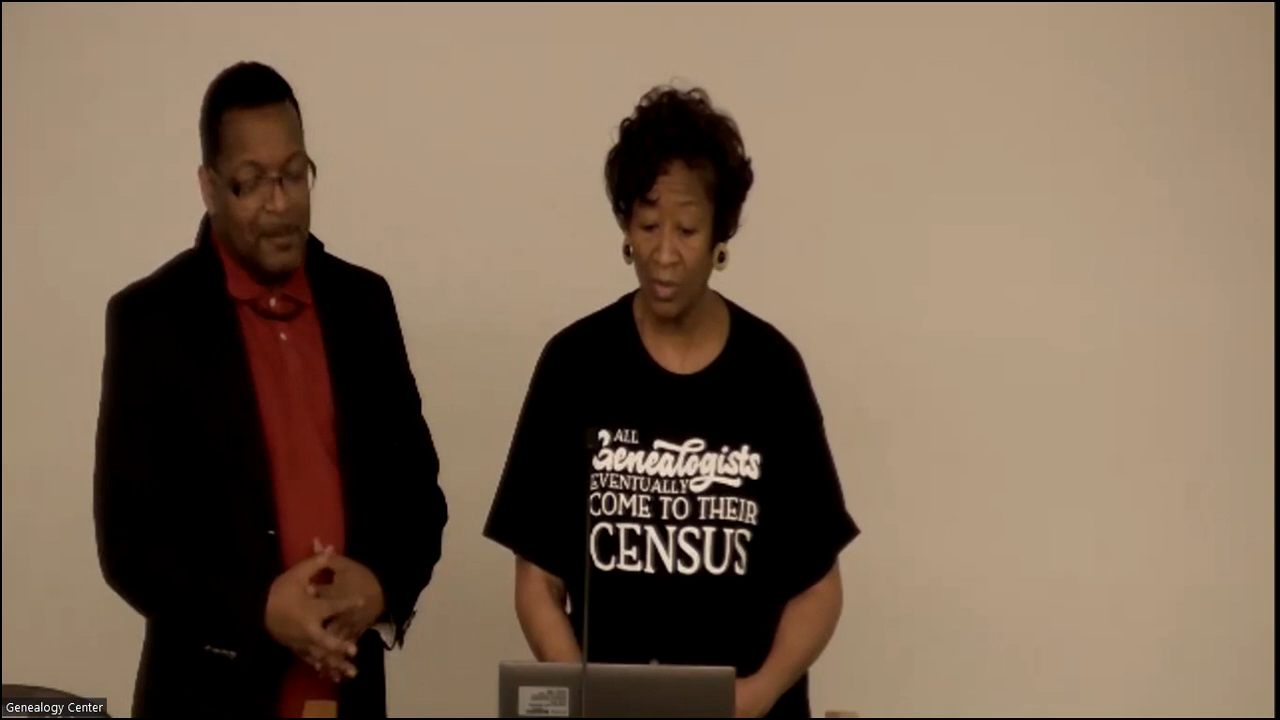 ALL
Genealogists
EVENTUALLY
COME TO THEIR
CENSUS
Genealogy Center